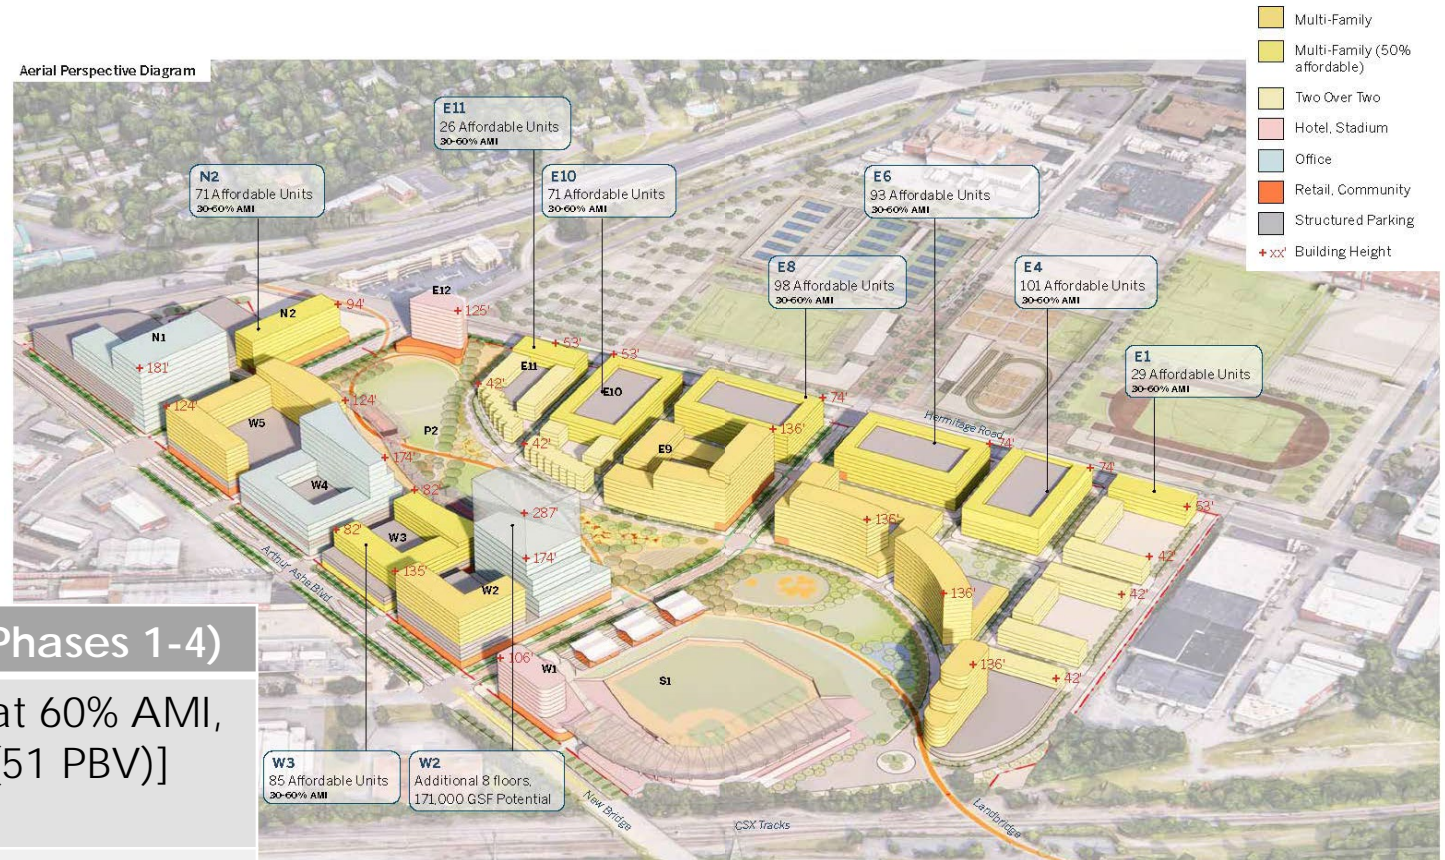 Multi-Family
Multi-Family (50%
affordable)
Two Over Two
Hotel, Stadium
Office
Retail, Community
Structured Parking
+ xx' Building Height
Aerial Perspective Diagram
E11
26 Affordable Units
30-60% AMI
N2
71 Affordable Units
30-60% AMI
E10
71 Affordable Units
30-60% AMI
E6
93 Affordable Units
30-60% AMI
E8
98 Affordable Units
30-60% AMI
E4
101 Affordable Units
30-60% AMI
E1
29 Affordable Units
30-60% AMI
E12
+ 125'
N2
+ 94'
N1
+ 181'
+ 124'
+ 124'
W5
P2
+ 174'
W4
+ 82'
+ 82'
W3
+ 135'
W2
+ 287'
+ 174'
E11
+ 53'
+ 53'
+ 42'
E10
+ 42'
+ 74'
+ 136'
E9
Hermitage Road
+ 74'
+ 74'
+ 53'
+ 136'
+ 42'
+ 42'
+ 136'
+ 136'
+ 42'
+ 106'
W1
S1
Arthur Ashe Blvd
Phases 1-4)
at 60% AMI,
(51 PBV)]
W3
85 Affordable Units
30-60% AMI
W2
Additional 8 floors,
171,000 GSF Potential
New Bridge
CSX Tracks
Landbridge